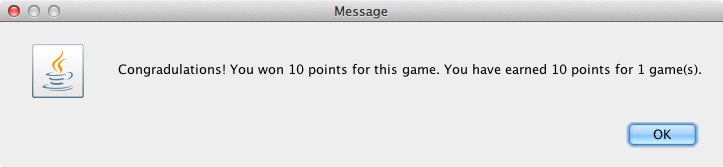 Message
Congradulations! You won 10 points for this game. You have earned 10 points for 1 game(s).
OK